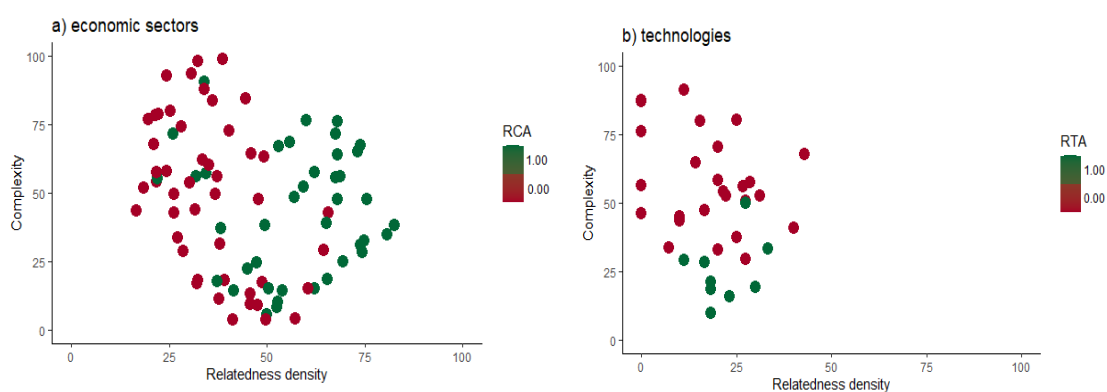 a) economic sectors
100
75
50
25
0
Complexity
0 25 50 75 100
Relatedness density
RCA
1.00
0.00
b) technologies
100
75
50
25
0
Complexity
0 25 50 75 100
Relatedness density
RTA
1.00
0.00